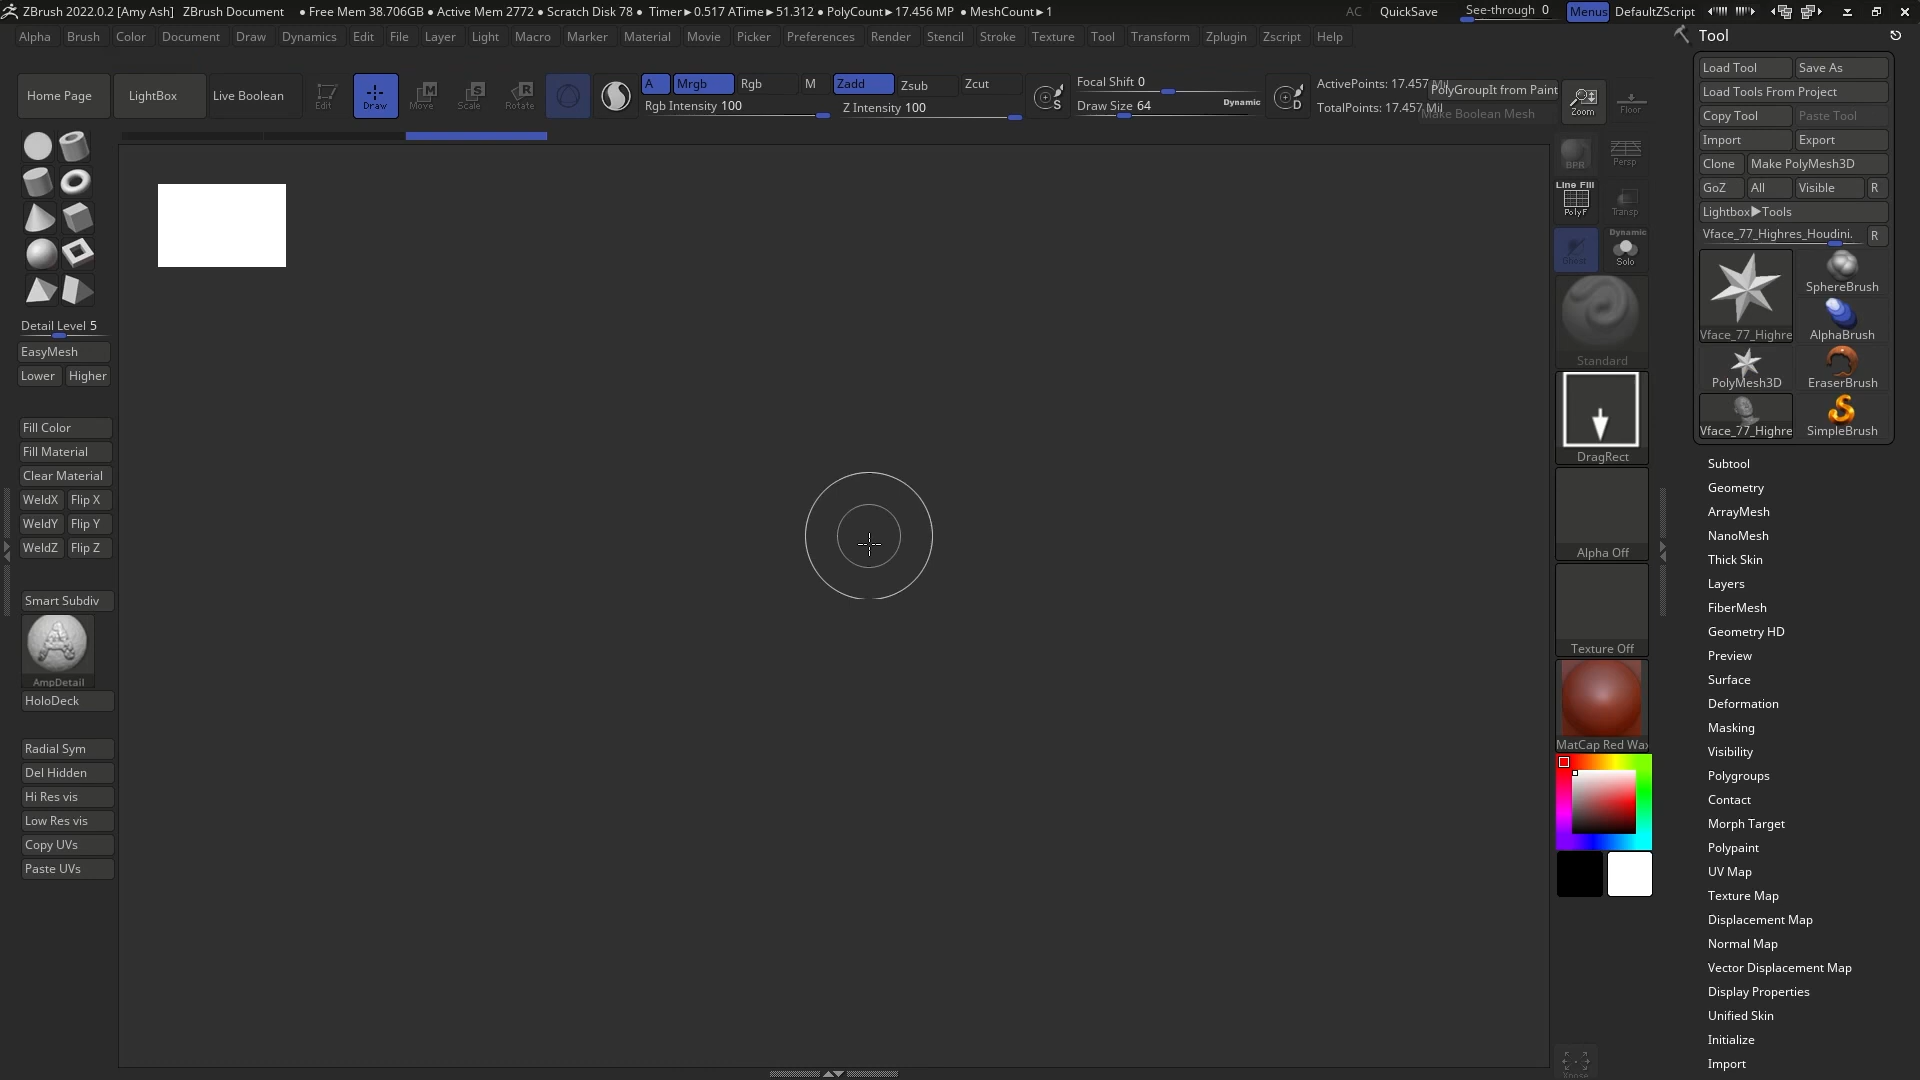 ZBrush 2022.0.2 [Amy Ash] ZBrush Document • Free Mem 38.706GB • Active Mem 2772 • Scratch Disk 78 • Timer►0.517 ATime►51.312 • PolyCount►17.456 MP • MeshCount►1 AC QuickSave See-through 0 Menus DefaultZScript
Alpha Brush Color Document Draw Dynamics Edit File Layer Light Macro Marker Material Movie Picker Preferences Render Stencil Stroke Texture Tool Transform Zplugin Zscript Help
Home Page LightBox Live Boolean Edit Draw Move Scale Rotate A Mrgb Rgb M Zadd Zsub Zcut
Rgb Intensity 100 Z Intensity 100
S Focal Shift 0
Draw Size 64 Dynamic D
ActivePoints: 17.457 Mil PolyGroupIt from Paint
TotalPoints: 17.457 Mil Make Boolean Mesh
Zoom Floor
Detail Level 5
EasyMesh
Lower Higher
Fill Color
Fill Material
Clear Material
WeldX Flip X
WeldY Flip Y
WeldZ Flip Z
Smart Subdiv
AmpDetail
HoloDeck
Radial Sym
Del Hidden
Hi Res vis
Low Res vis
Copy UVs
Paste UVs
BPR Persp
Line Fill
PolyF Transp
Ghost Dynamic
Solo
Standard
DragRect
Alpha Off
Texture Off
MatCap Red Wax
Xpose
Tool
Load Tool Save As
Load Tools From Project
Copy Tool Paste Tool
Import Export
Clone Make PolyMesh3D
GoZ All Visible R
Lightbox►Tools
Vface_77_Highres_Houdini. R
Vface_77_Highre SphereBrush
AlphaBrush
PolyMesh3D EraserBrush
Vface_77_Highre SimpleBrush
Subtool
Geometry
ArrayMesh
NanoMesh
Thick Skin
Layers
FiberMesh
Geometry HD
Preview
Surface
Deformation
Masking
Visibility
Polygroups
Contact
Morph Target
Polypaint
UV Map
Texture Map
Displacement Map
Normal Map
Vector Displacement Map
Display Properties
Unified Skin
Initialize
Import